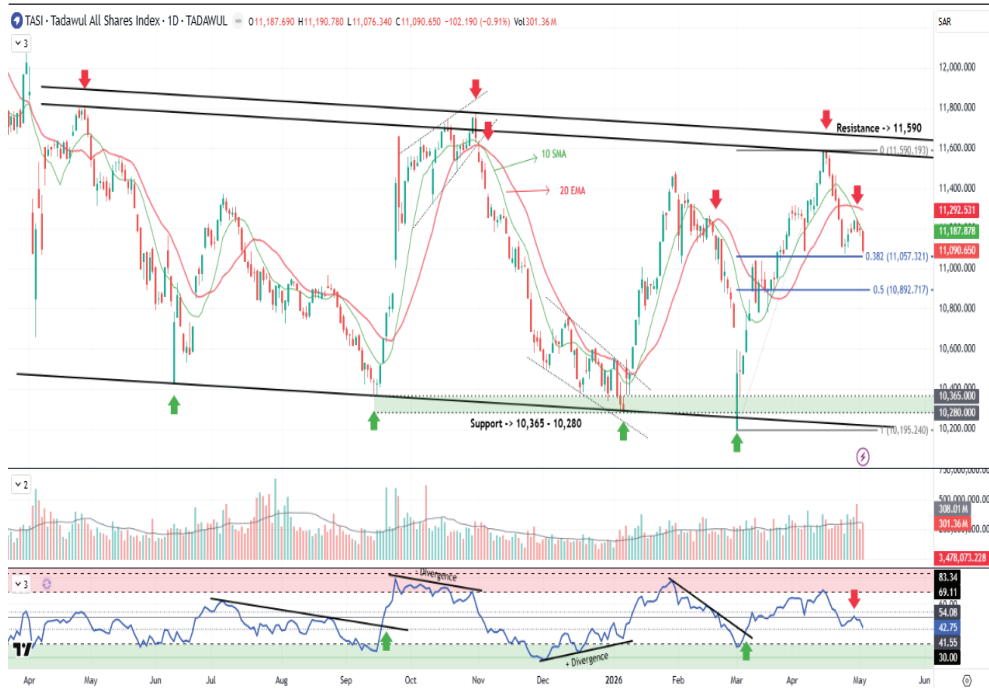 TASI · Tadawul All Shares Index · 1D · TADAWUL O11,187.690 H11,190.780 L11,076.340 C11,090.650 -102.190 (-0.91%) Vol301.36M
SAR
3
12,000.000
11,800.000
Resistance -> 11,590
11,600.000
0 (11,590.193)
10 SMA
20 EMA
11,400.000
11,292.531
11,187.878
11,090.650
0.382 (11,057.321)
11,000.000
0.5 (10,892.717)
10,800.000
10,600.000
10,400.000
10,365.000
10,280.000
Support -> 10,365 - 10,280
10,200.000
1 (10,195.240)
2
308.01M
301.36M
3,478,073.228
3
- Divergence
+ Divergence
83.34
69.11
54.08
42.75
41.55
30.00
Apr May Jun Jul Aug Sep Oct Nov Dec 2026 Feb Mar Apr May Jun